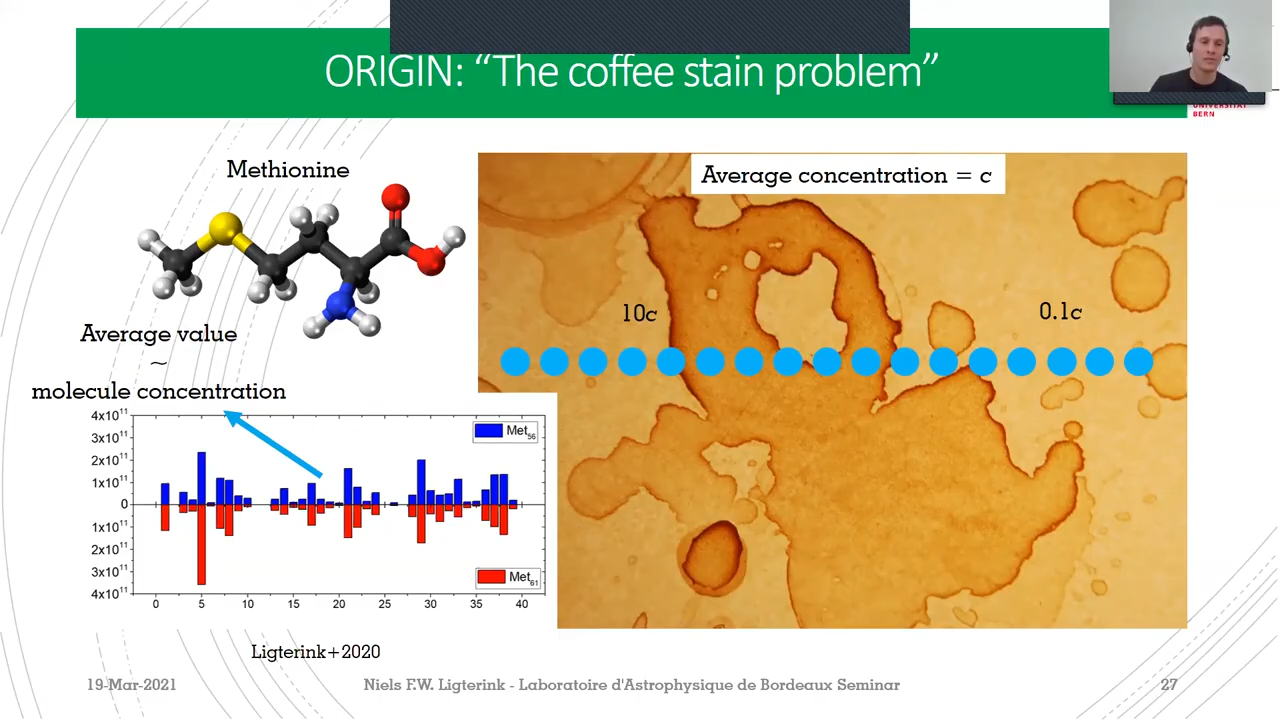 ORIGIN: “The coffee stain problem”
UNIVERSITÄT
BERN
Methionine
Average value
~
molecule concentration
Average concentration = c
10c
0.1c
4x10¹¹
3x10¹¹
2x10¹¹
1x10¹¹
0
1x10¹¹
2x10¹¹
3x10¹¹
4x10¹¹
Met₅₆
Met₆₁
0 5 10 15 20 25 30 35 40
Ligterink+2020
19-Mar-2021
Niels F.W. Ligterink - Laboratoire d'Astrophysique de Bordeaux Seminar
27